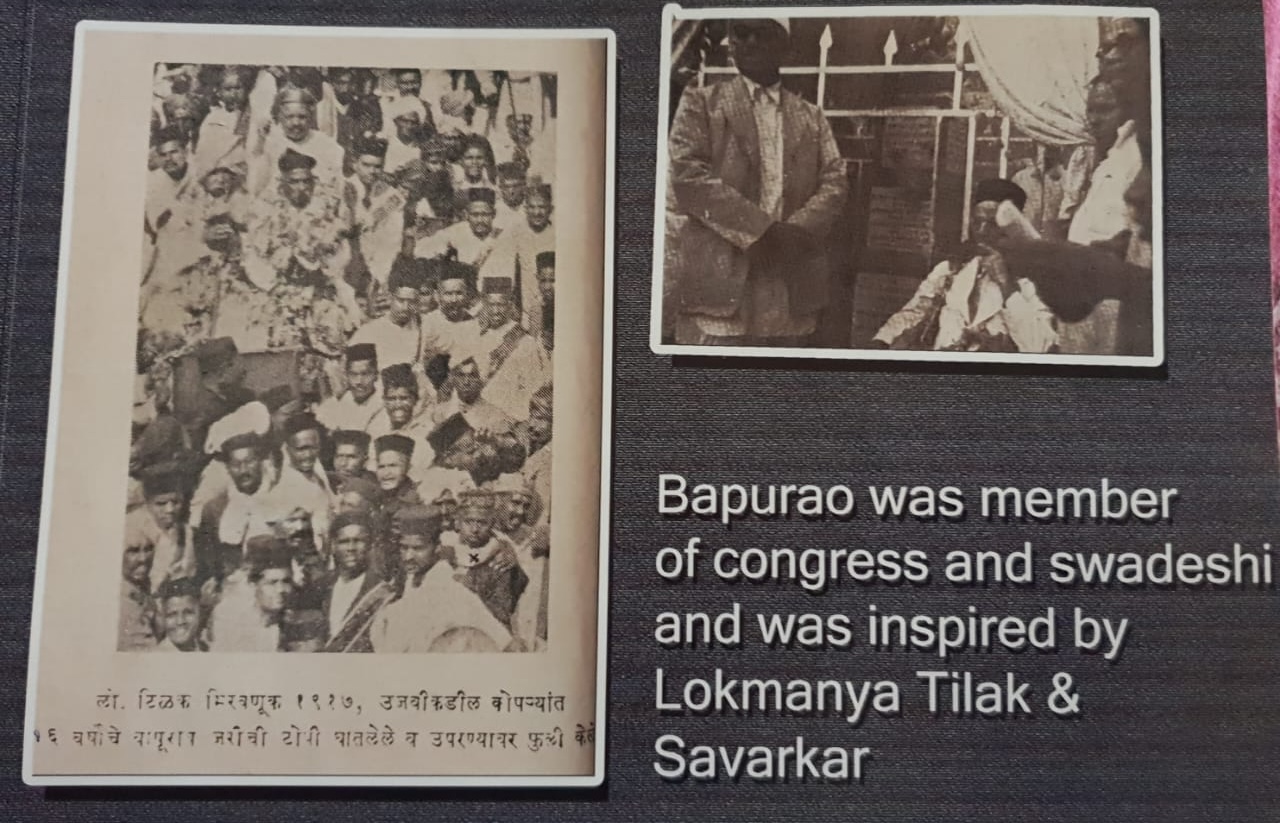 लो. टिळक मिरवणूक १९१७, उजवीकडील कोपऱ्यांत
१६ वर्षांचे बापूराव जरीची टोपी घातलेले व उपरण्यावर फुली केले
Bapurao was member
of congress and swadeshi
and was inspired by
Lokmanya Tilak &
Savarkar